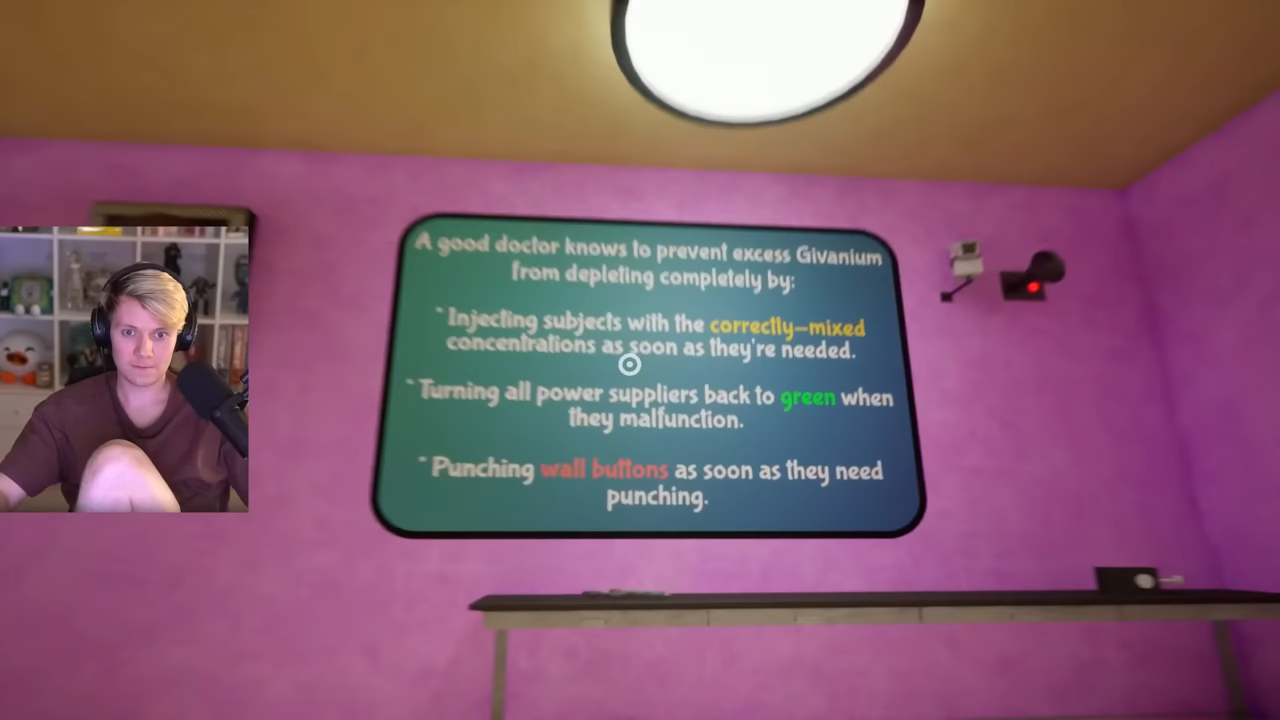 A good doctor knows to prevent excess Givanium
from depleting completely by:
` Injecting subjects with the correctly-mixed
concentrations as soon as they're needed.
` Turning all power suppliers back to green when
they malfunction.
` Punching wall buttons as soon as they need
punching.